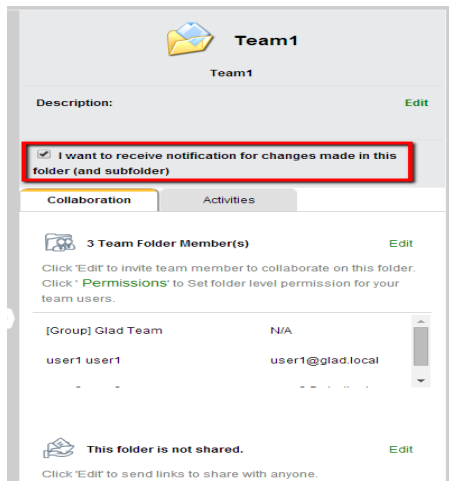 Team1
Team1
Description: Edit
I want to receive notification for changes made in this
folder (and subfolder)
Collaboration Activities
3 Team Folder Member(s) Edit
Click 'Edit' to invite team member to collaborate on this folder.
Click ' Permissions' to Set folder level permission for your
team users.
[Group] Glad Team N/A
user1 user1 user1@glad.local
This folder is not shared. Edit
Click 'Edit' to send links to share with anyone.